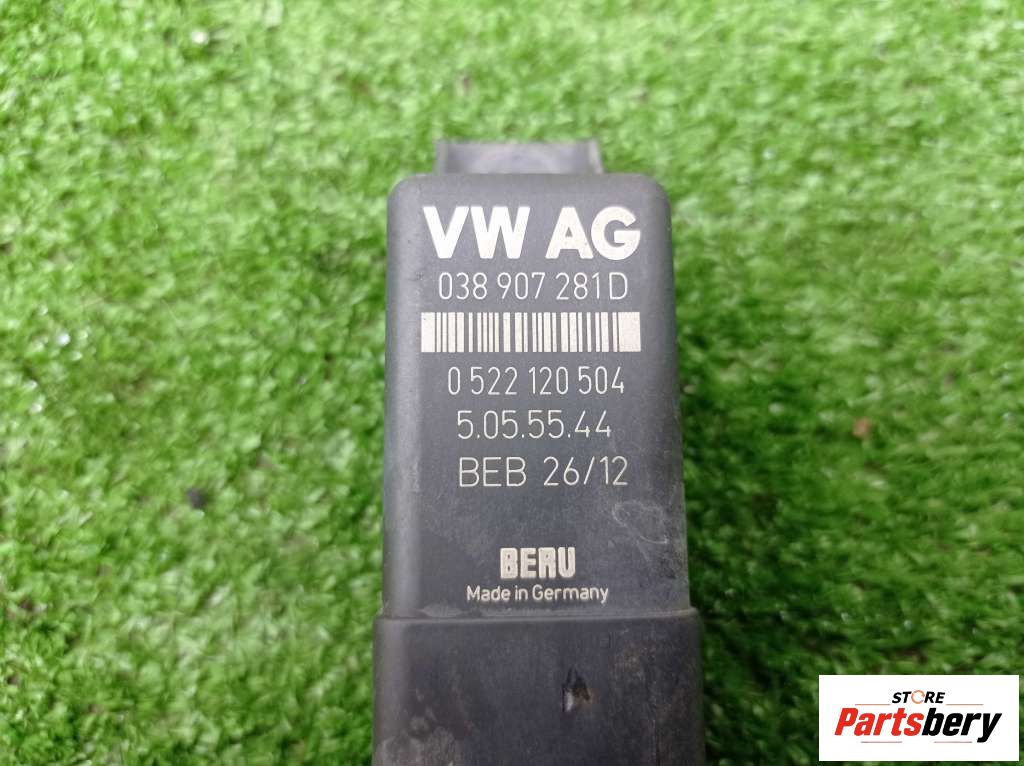 VW AG
038 907 281D
0 522 120 504
5.05.55.44
BEB 26/12
BERU
Made in Germany
STORE
Partsbery